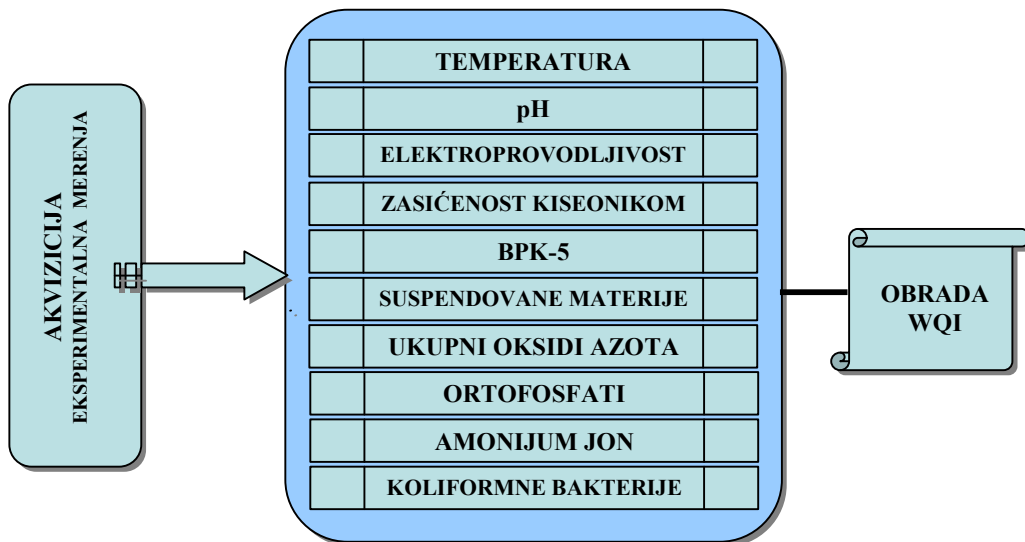 AKVIZICIJA
EKSPERIMENTALNA MERENJA
TEMPERATURA
pH
ELEKTROPROVODLJIVOST
ZASIĆENOST KISEONIKOM
BPK-5
SUSPENDOVANE MATERIJE
UKUPNI OKSIDI AZOTA
ORTOFOSFATI
AMONIJUM JON
KOLIFORMNE BAKTERIJE
OBRADA
WQI